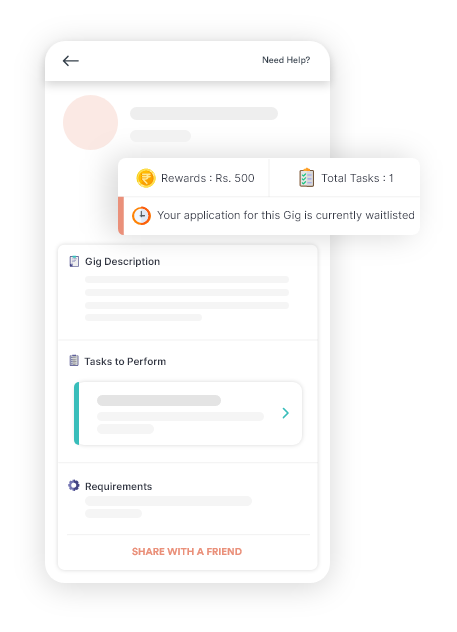 Need Help?
Rewards : Rs. 500
Total Tasks : 1
Your application for this Gig is currently waitlisted
Gig Description
Tasks to Perform
Requirements
SHARE WITH A FRIEND